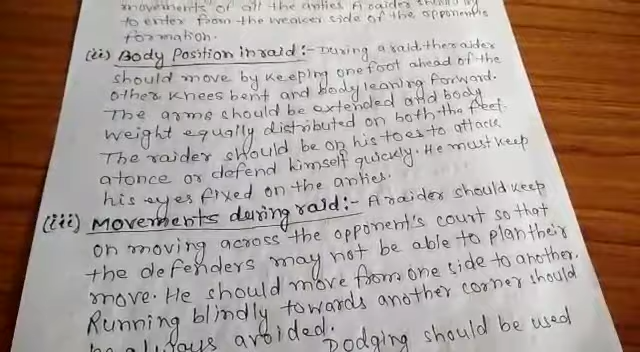 movements of all the anties A raider should try
to enter from the weaker side of the opponents
formation.
(ii) Body Position in raid :- During a raid the raider
should move by keeping one foot ahead of the
other knees bent and body leaning forward.
The arms should be extended and body
weight equally distributed on both the feet.
The raider should be on his toes to attack
atonce or defend himself quickly. He must keep
his eyes fixed on the anties.
(iii) Movements during raid :- A raider should keep
on moving across the opponent's court so that
the defenders may not be able to plan their
move. He should move from one side to another.
Running blindly towards another corner should
be always avoided. Dodging should be used